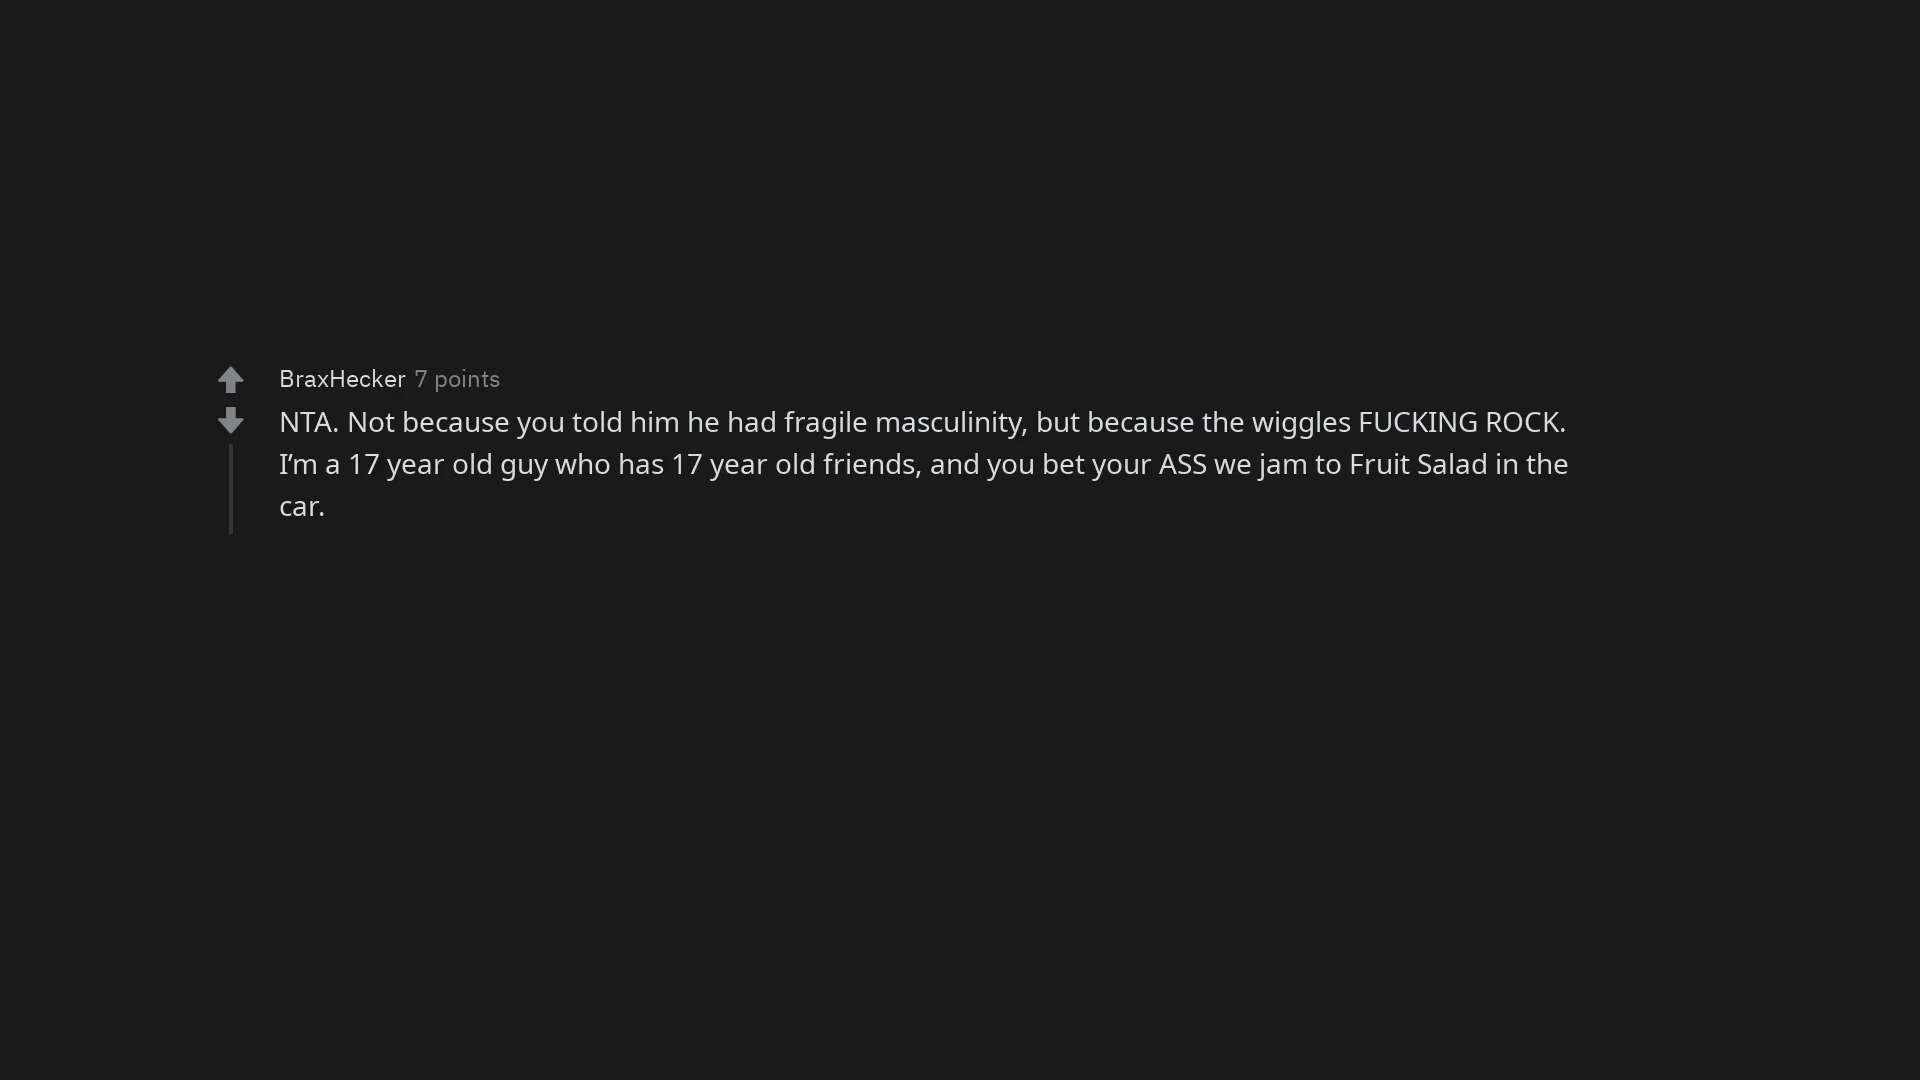 BraxHecker 7 points
NTA. Not because you told him he had fragile masculinity, but because the wiggles FUCKING ROCK.
I’m a 17 year old guy who has 17 year old friends, and you bet your ASS we jam to Fruit Salad in the
car.